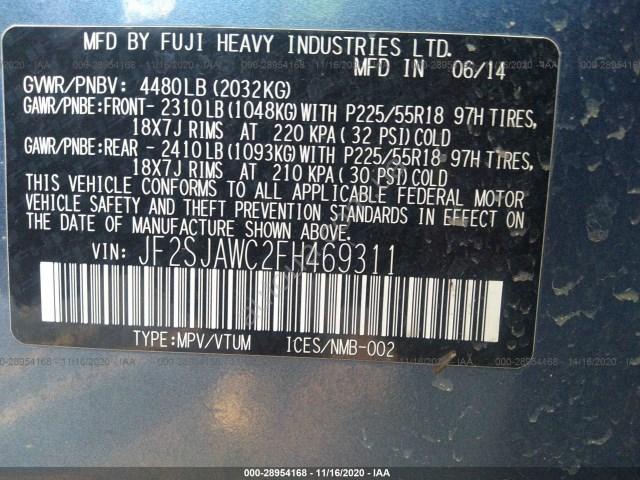 MFD BY FUJI HEAVY INDUSTRIES LTD.
MFD IN 06/14
GVWR/PNBV: 4480LB(2032KG)
GAWR/PNBE:FRONT- 2310LB(1048KG)WITH P225/55R18 97H TIRES,
18X7J RIMS AT 220 KPA( 32 PSI)COLD
GAWR/PNBE:REAR - 2410LB(1093KG)WITH P225/55R18 97H TIRES,
18X7J RIMS AT 210 KPA( 30 PSI)COLD
THIS VEHICLE CONFORMS TO ALL APPLICABLE FEDERAL MOTOR
VEHICLE SAFETY AND THEFT PREVENTION STANDARDS IN EFFECT ON
THE DATE OF MANUFACTURE SHOWN ABOVE.
VIN: JF2SJAWC2FH469311
TYPE:MPV/VTUM ICES/NMB-002
000-28954168 - 11/16/2020 - IAA